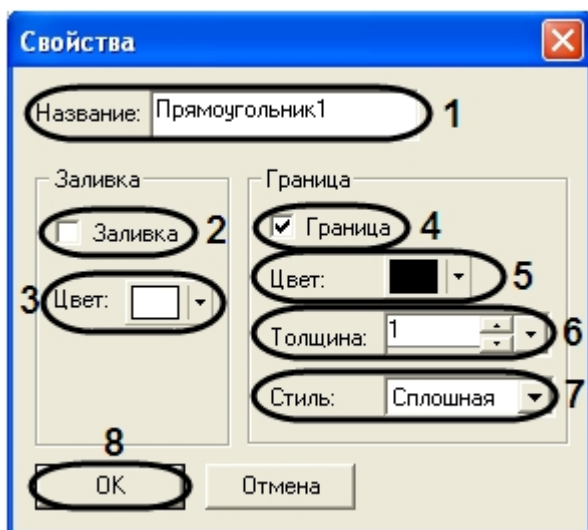 Свойства
Название: Прямоугольник1 1
Заливка
Заливка 2
3 Цвет:
Граница
Граница 4
Цвет: 5
Толщина: 1 6
Стиль: Сплошная 7
8
OK Отмена